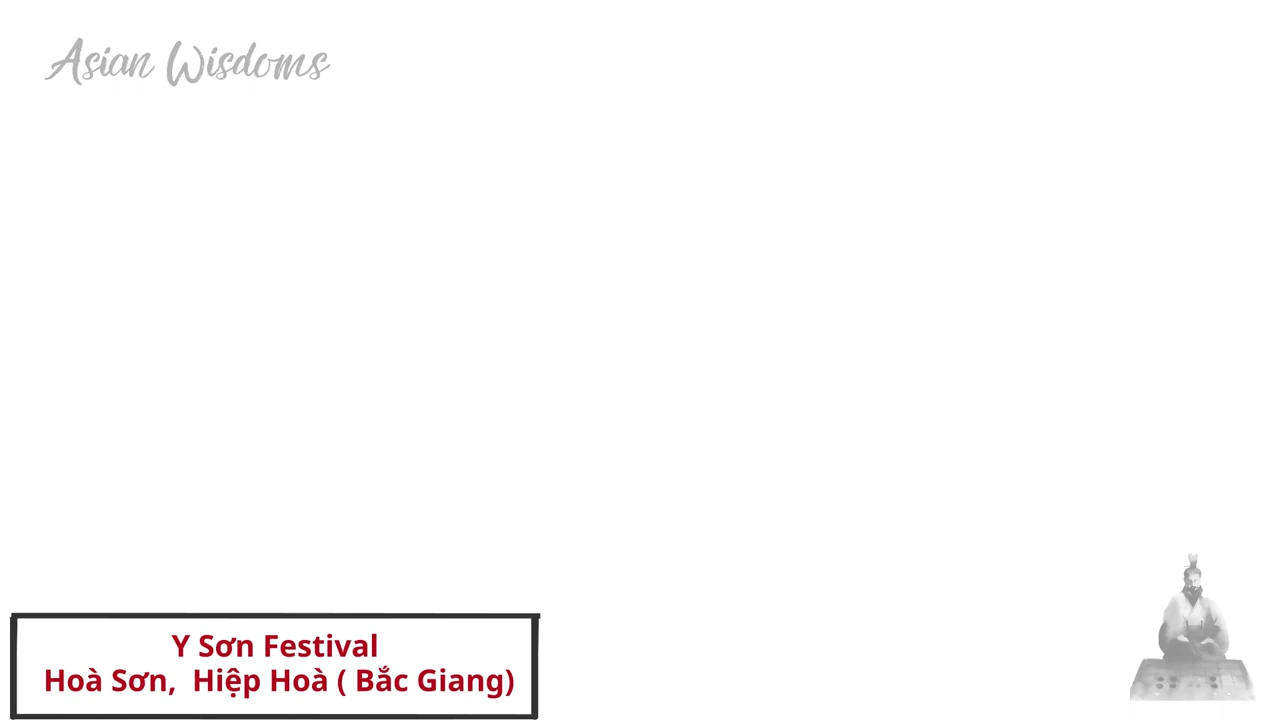 Asian Wisdoms
Y Sơn Festival
Hoà Sơn, Hiệp Hoà ( Bắc Giang)